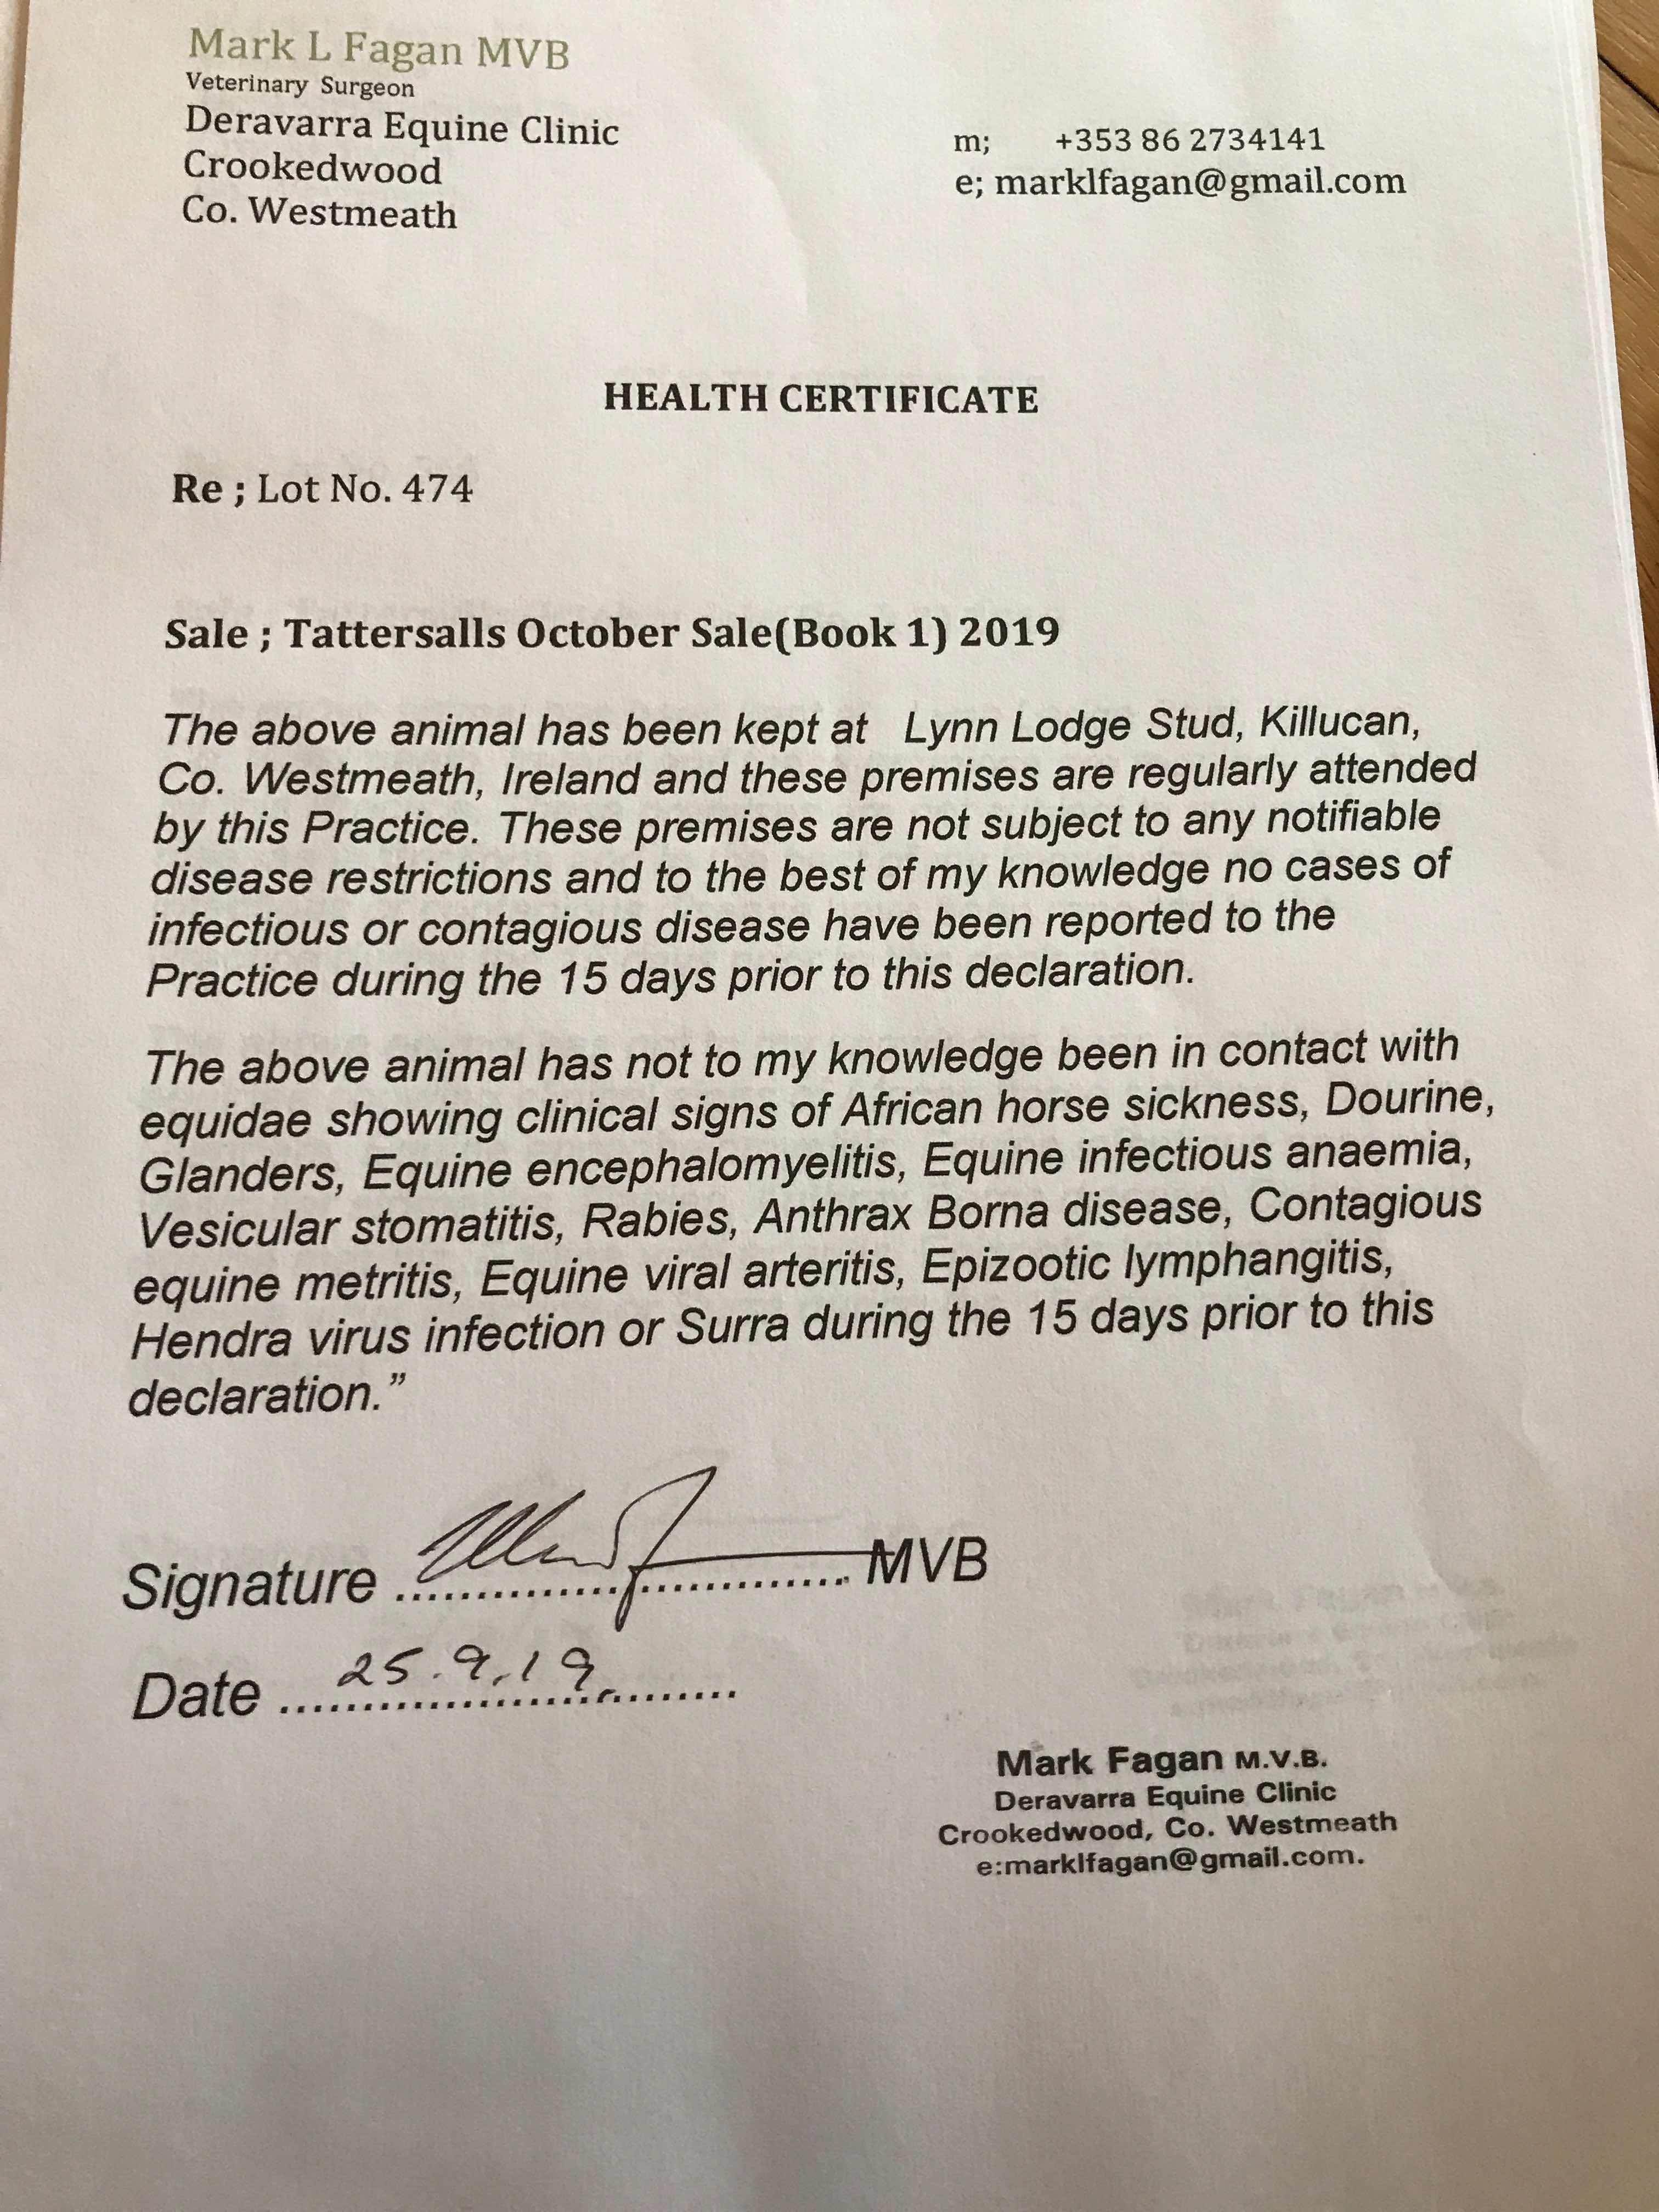 Mark L Fagan MVB
Veterinary Surgeon
Deravarra Equine Clinic
Crookedwood
Co. Westmeath
m; +353 86 2734141
e; marklfagan@gmail.com
HEALTH CERTIFICATE
Re ; Lot No. 474
Sale ; Tattersalls October Sale(Book 1) 2019
The above animal has been kept at Lynn Lodge Stud, Killucan,
Co. Westmeath, Ireland and these premises are regularly attended
by this Practice. These premises are not subject to any notifiable
disease restrictions and to the best of my knowledge no cases of
infectious or contagious disease have been reported to the
Practice during the 15 days prior to this declaration.
The above animal has not to my knowledge been in contact with
equidae showing clinical signs of African horse sickness, Dourine,
Glanders, Equine encephalomyelitis, Equine infectious anaemia,
Vesicular stomatitis, Rabies, Anthrax Borna disease, Contagious
equine metritis, Equine viral arteritis, Epizootic lymphangitis,
Hendra virus infection or Surra during the 15 days prior to this
declaration.”
Signature .............................. MVB
Date 25.9.19
Mark Fagan M.V.B.
Deravarra Equine Clinic
Crookedwood, Co. Westmeath
e:marklfagan@gmail.com.